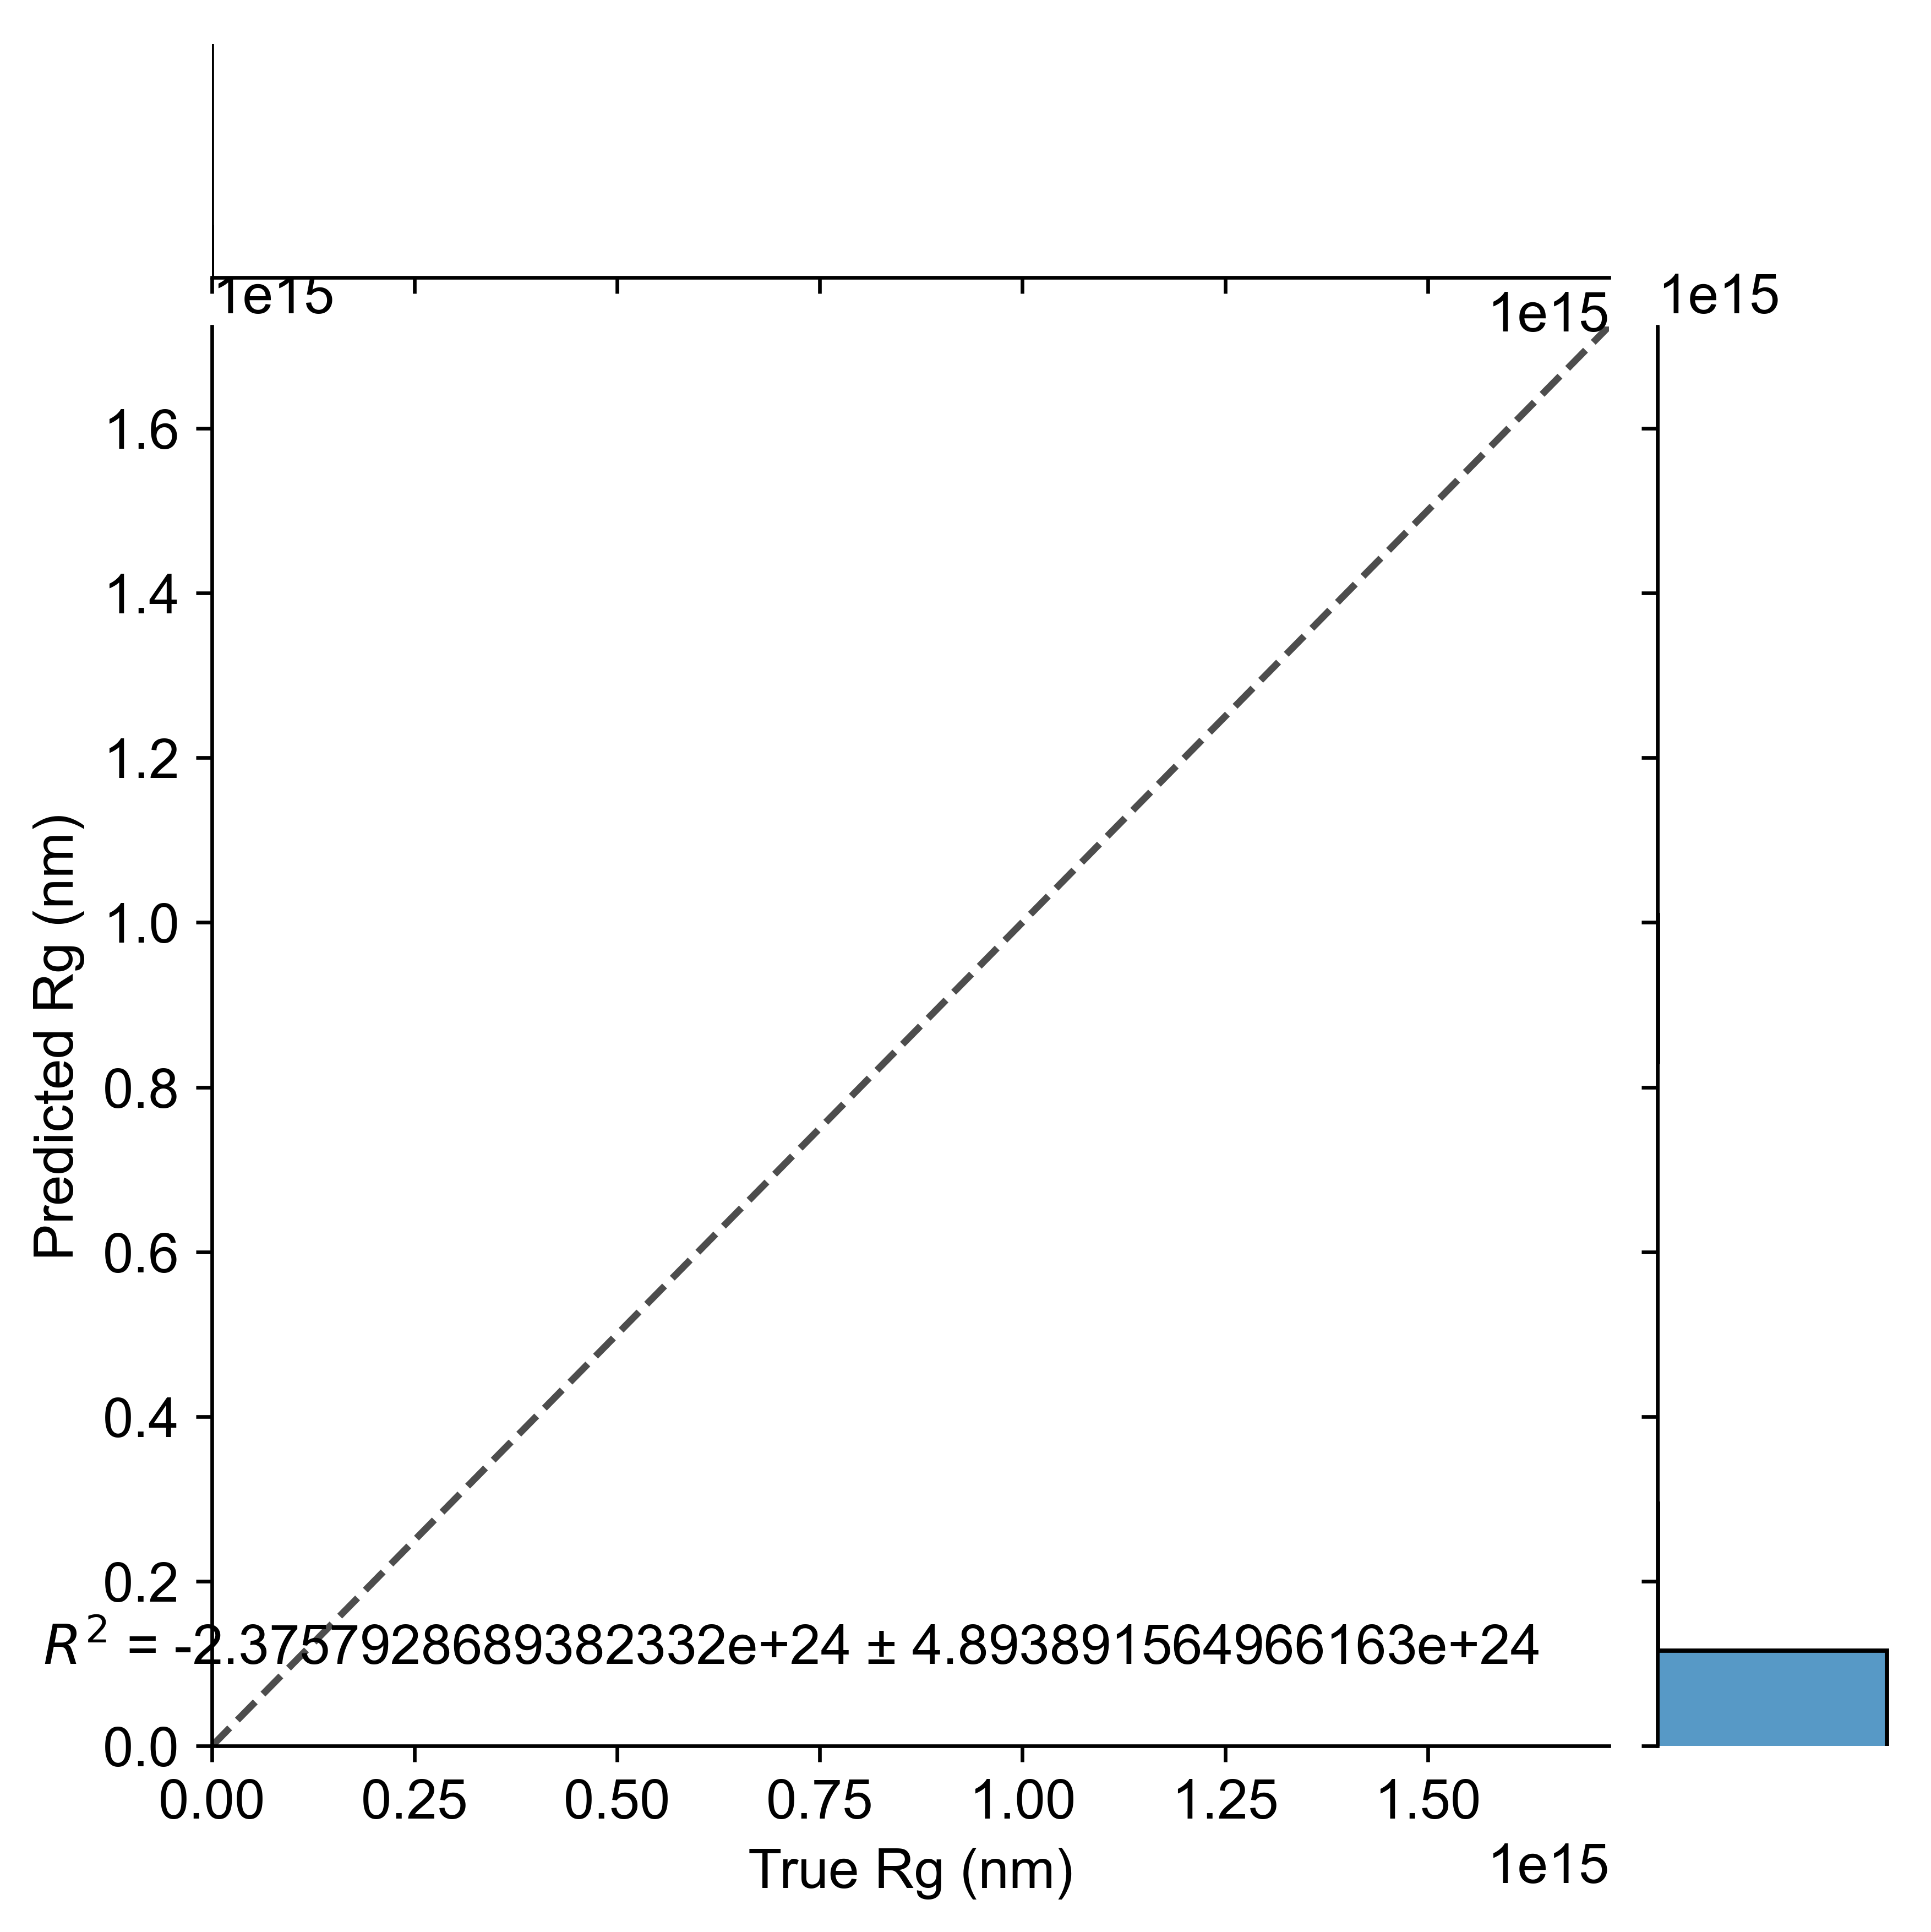 1e15
1e15
1e15
1.6
1.4
1.2
1.0
0.8
0.6
0.4
0.2
0.0
Predicted Rg (nm)
R² = -2.3757928689382332e+24 ± 4.893891564966163e+24
0.00 0.25 0.50 0.75 1.00 1.25 1.50
True Rg (nm)
1e15